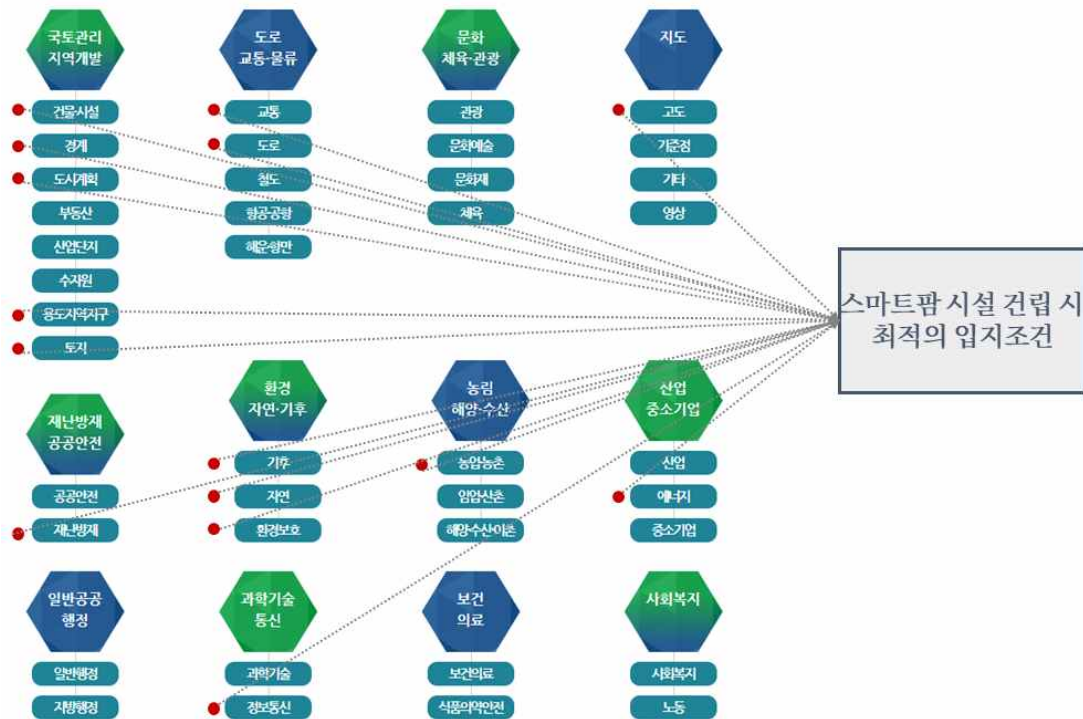 국토관리
지역개발
건물·시설
경계
도시계획
부동산
산업단지
수자원
용도지역지구
토지
도로
교통·물류
교통
도로
철도
항공·공항
해운·항만
문화
체육·관광
관광
문화예술
문화재
체육
지도
고도
기준점
기타
영상
스마트팜 시설 건립 시
최적의 입지조건
재난방재
공공안전
공공안전
재난방재
환경
자연·기후
기후
자연
환경보호
농림
해양·수산
농업·농촌
임업·산촌
해양·수산·어촌
산업
중소기업
산업
에너지
중소기업
일반공공
행정
일반행정
지방행정
과학기술
통신
과학기술
정보통신
보건
의료
보건의료
식품의약안전
사회복지
사회복지
노동